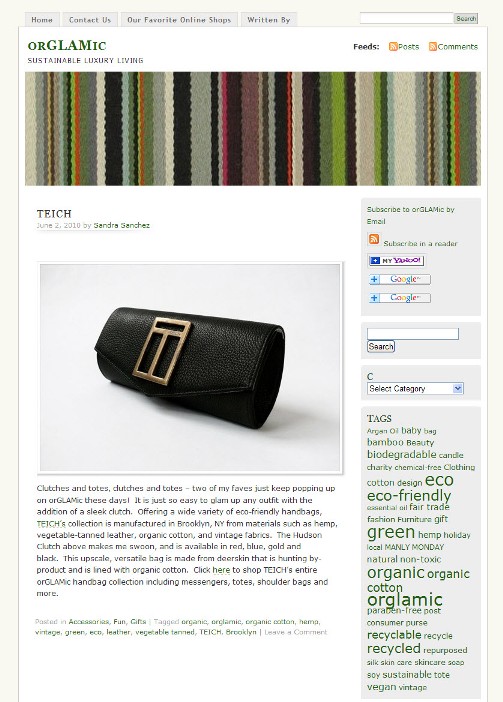 Home Contact Us Our Favorite Online Shops Written By
Search
orGLAMic
SUSTAINABLE LUXURY LIVING
Feeds: Posts Comments
TEICH
June 2, 2010 by Sandra Sanchez
Clutches and totes, clutches and totes – two of my faves just keep popping up
on orGLAMic these days! It is just so easy to glam up any outfit with the
addition of a sleek clutch. Offering a wide variety of eco-friendly handbags,
TEICH's collection is manufactured in Brooklyn, NY from materials such as hemp,
vegetable-tanned leather, organic cotton, and vintage fabrics. The Hudson
Clutch above makes me swoon, and is available in red, blue, gold and
black. This upscale, versatile bag is made from deerskin that is hunting by-
product and is lined with organic cotton. Click here to shop TEICH's entire
orGLAMic handbag collection including messengers, totes, shoulder bags and
more.
Posted in Accessories, Fun, Gifts | Tagged organic, orglamic, organic cotton, hemp,
vintage, green, eco, leather, vegetable tanned, TEICH, Brooklyn | Leave a Comment
Subscribe to orGLAMic by
Email
Subscribe in a reader
MY YAHOO!
Google
Google
Search
C
Select Category
TAGS
Argan Oil baby bag
bamboo Beauty
biodegradable candle
charity chemical-free Clothing
cotton design eco
eco-friendly
essential oil fair trade
fashion Furniture gift
green hemp holiday
local MANLY MONDAY
natural non-toxic
organic organic
cotton
orglamic
paraben-free post
consumer purse
recyclable recycle
recycled repurposed
silk skin care skincare soap
soy sustainable tote
vegan vintage